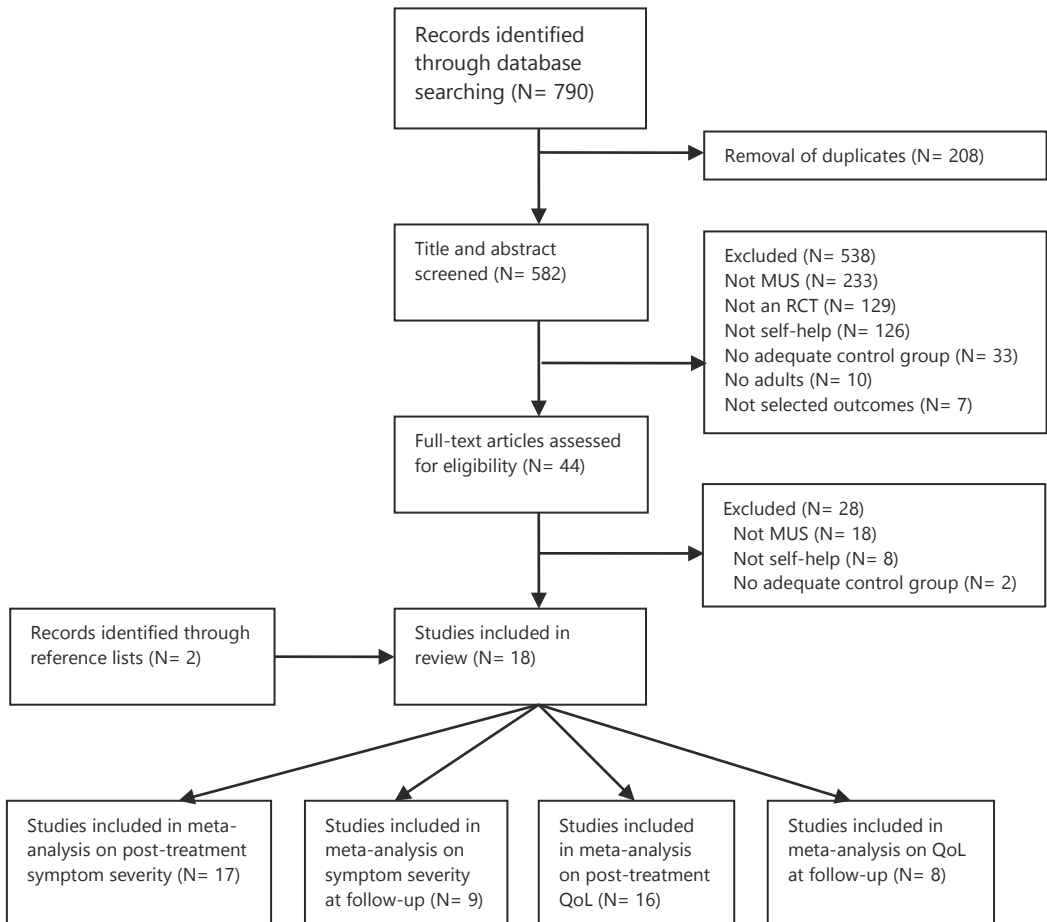 Records identified
through database
searching (N= 790)
Removal of duplicates (N= 208)
Title and abstract
screened (N= 582)
Excluded (N= 538)
Not MUS (N= 233)
Not an RCT (N= 129)
Not self-help (N= 126)
No adequate control group (N= 33)
No adults (N= 10)
Not selected outcomes (N= 7)
Full-text articles assessed
for eligibility (N= 44)
Excluded (N= 28)
Not MUS (N= 18)
Not self-help (N= 8)
No adequate control group (N= 2)
Records identified through
reference lists (N= 2)
Studies included in
review (N= 18)
Studies included in meta-
analysis on post-treatment
symptom severity (N= 17)
Studies included in
meta-analysis on
symptom severity
at follow-up (N= 9)
Studies included
in meta-analysis
on post-treatment
QoL (N= 16)
Studies included in
meta-analysis on QoL
at follow-up (N= 8)